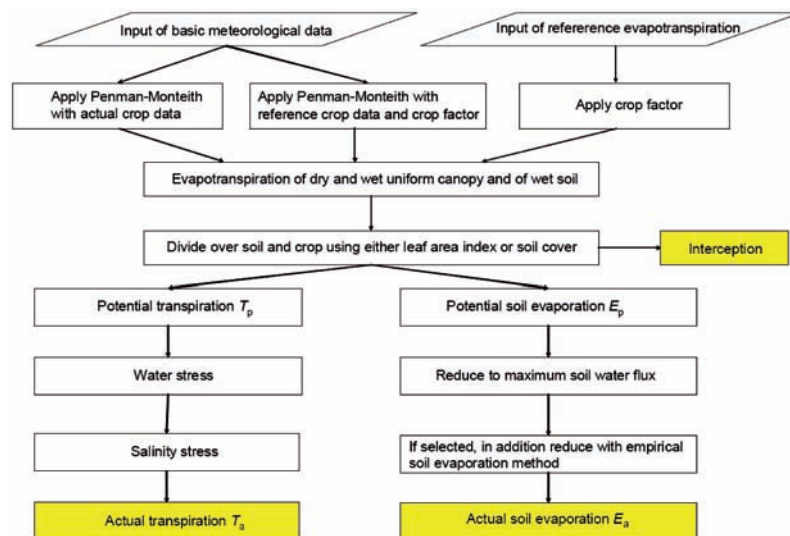 Input of basic meteorological data
Input of refererence evapotranspiration
Apply Penman-Monteith
with actual crop data
Apply Penman-Monteith with
reference crop data and crop factor
Apply crop factor
Evapotranspiration of dry and wet uniform canopy and of wet soil
Divide over soil and crop using either leaf area index or soil cover
Interception
Potential transpiration Tp
Potential soil evaporation Ep
Water stress
Reduce to maximum soil water flux
Salinity stress
If selected, in addition reduce with empirical
soil evaporation method
Actual transpiration Ta
Actual soil evaporation Ea